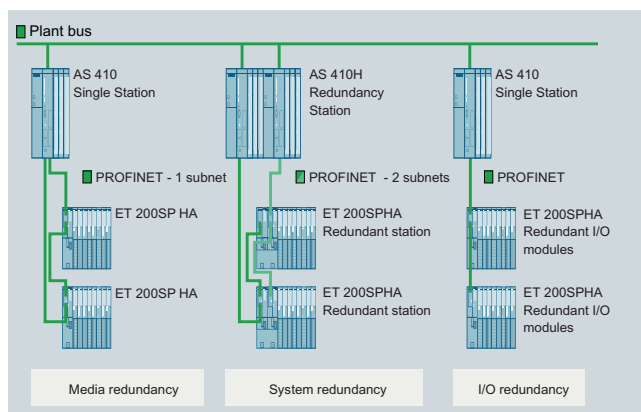 Plant bus
AS 410
Single Station
AS 410H
Redundancy
Station
AS 410
Single Station
PROFINET - 1 subnet
PROFINET - 2 subnets
PROFINET
ET 200SP HA
ET 200SPHA
Redundant station
ET 200SPHA
Redundant I/O
modules
ET 200SP HA
ET 200SPHA
Redundant station
ET 200SPHA
Redundant I/O
modules
Media redundancy
System redundancy
I/O redundancy